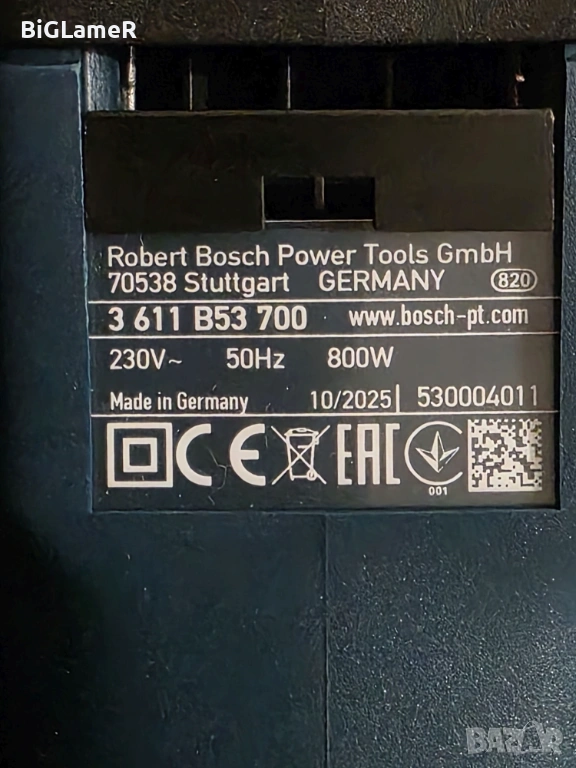 BiGLameR
Robert Bosch Power Tools GmbH
70538 Stuttgart GERMANY 820
3 611 B53 700 www.bosch-pt.com
230V~ 50Hz 800W
Made in Germany 10/2025 | 530004011
CE EAC
001
BAZAR